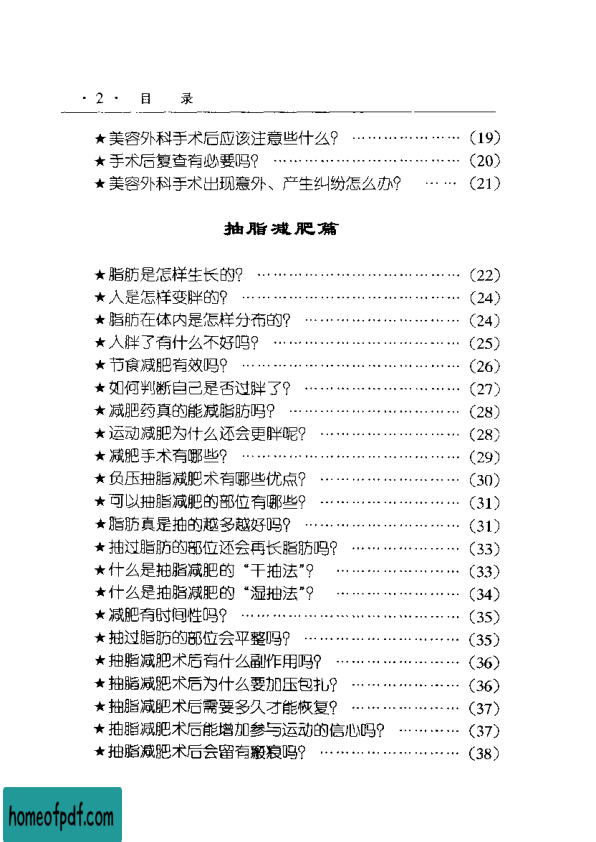 · 2 · 目 录
★美容外科手术后应该注意些什么？ ………………… (19)
★手术后复查有必要吗？ ……………………………… (20)
★美容外科手术出现意外、产生纠纷怎么办？ …… (21)
抽脂减肥篇
★脂肪是怎样生长的？ ………………………………… (22)
★人是怎样变胖的？ …………………………………… (24)
★脂肪在体内是怎样分布的？ ………………………… (24)
★人胖了有什么不好吗？ ……………………………… (25)
★节食减肥有效吗？ …………………………………… (26)
★如何判断自己是否过胖了？ ………………………… (27)
★减肥药真的能减脂肪吗？ …………………………… (28)
★运动减肥为什么还会更胖呢？ ……………………… (28)
★减肥手术有哪些？ …………………………………… (29)
★负压抽脂减肥术有哪些优点？ ……………………… (30)
★可以抽脂减肥的部位有哪些？ ……………………… (31)
★脂肪真是抽的越多越好吗？ ………………………… (31)
★抽过脂肪的部位还会再长脂肪吗？ ………………… (33)
★什么是抽脂减肥的“干抽法”？ …………………… (33)
★什么是抽脂减肥的“湿抽法”？ …………………… (34)
★减肥有时间性吗？ …………………………………… (35)
★抽过脂肪的部位会平整吗？ ………………………… (35)
★抽脂减肥术后有什么副作用吗？ …………………… (36)
★抽脂减肥术后为什么要加压包扎？ ………………… (36)
★抽脂减肥术后需要多久才能恢复？ ………………… (37)
★抽脂减肥术后能增加参与运动的信心吗？ ………… (37)
★抽脂减肥术后会留有瘢痕吗？ ……………………… (38)
homeofpdf.com